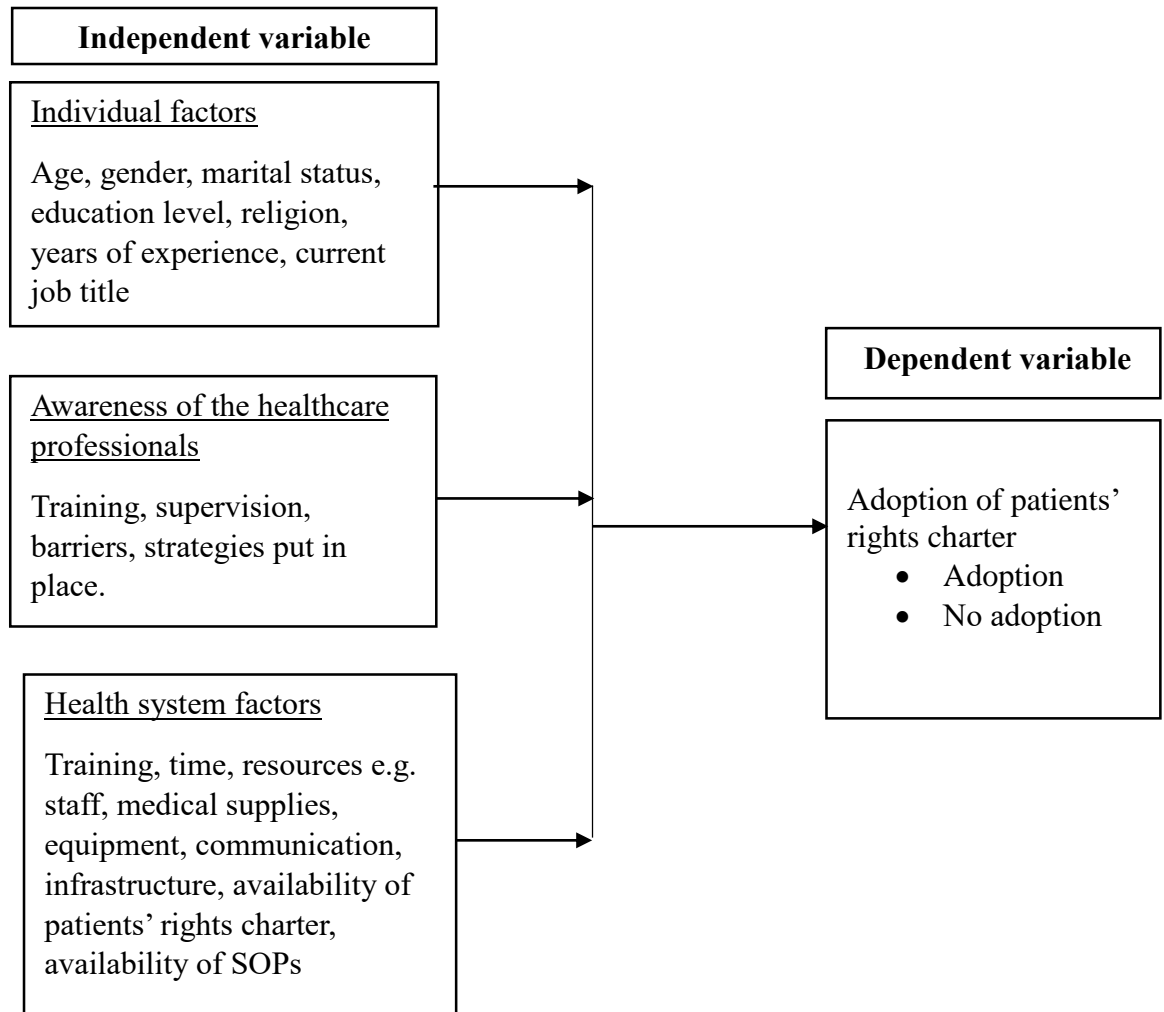 Independent variable
Individual factors
Age, gender, marital status,
education level, religion,
years of experience, current
job title
Awareness of the healthcare
professionals
Training, supervision,
barriers, strategies put in
place.
Health system factors
Training, time, resources e.g.
staff, medical supplies,
equipment, communication,
infrastructure, availability of
patients’ rights charter,
availability of SOPs
Dependent variable
Adoption of patients’
rights charter
• Adoption
• No adoption